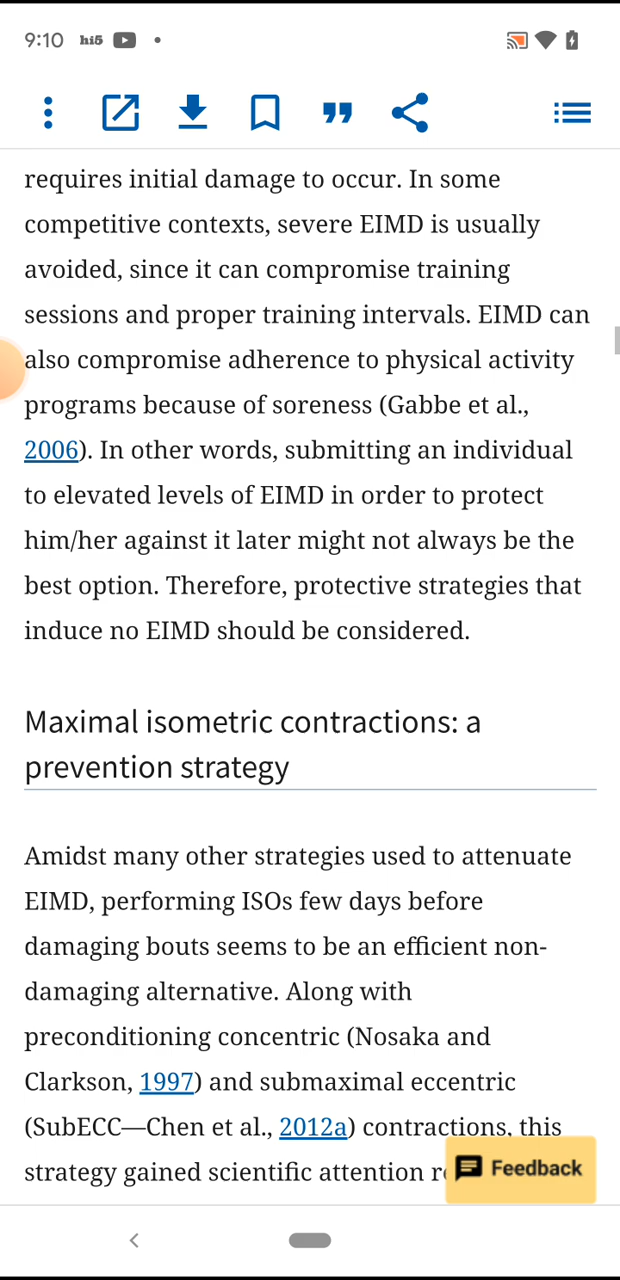 9:10 hi5
requires initial damage to occur. In some
competitive contexts, severe EIMD is usually
avoided, since it can compromise training
sessions and proper training intervals. EIMD can
also compromise adherence to physical activity
programs because of soreness (Gabbe et al.,
2006). In other words, submitting an individual
to elevated levels of EIMD in order to protect
him/her against it later might not always be the
best option. Therefore, protective strategies that
induce no EIMD should be considered.
Maximal isometric contractions: a
prevention strategy
Amidst many other strategies used to attenuate
EIMD, performing ISOs few days before
damaging bouts seems to be an efficient non-
damaging alternative. Along with
preconditioning concentric (Nosaka and
Clarkson, 1997) and submaximal eccentric
(SubECC—Chen et al., 2012a) contractions, this
strategy gained scientific attention
Feedback